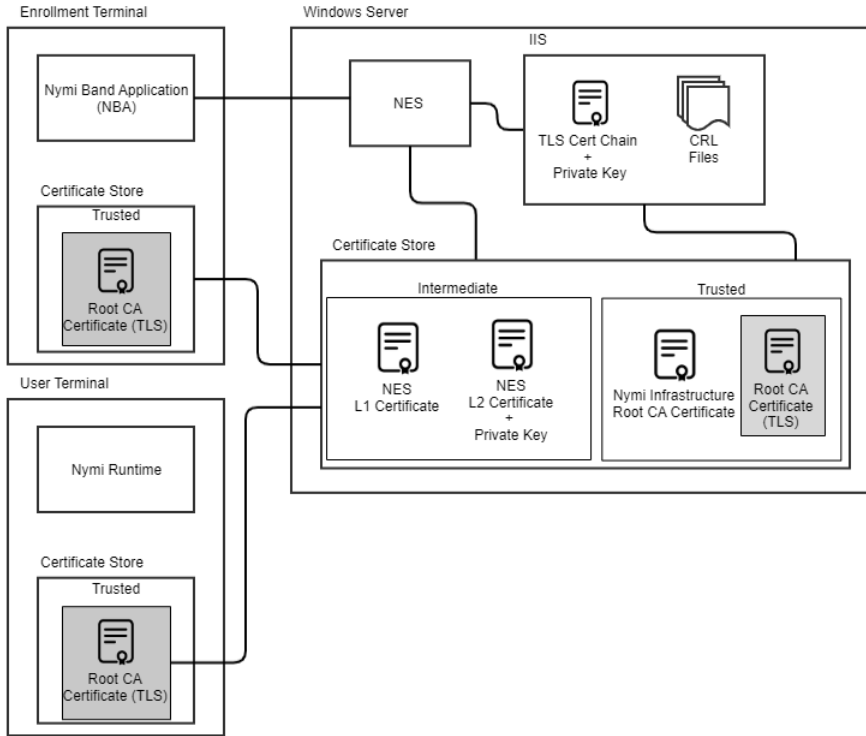 Enrollment Terminal
Nymi Band Application
(NBA)
Certificate Store
Trusted
Root CA
Certificate (TLS)
User Terminal
Nymi Runtime
Certificate Store
Trusted
Root CA
Certificate (TLS)
Windows Server
NES
IIS
TLS Cert Chain
+
Private Key
CRL
Files
Certificate Store
Intermediate
NES
L1 Certificate
NES
L2 Certificate
+
Private Key
Trusted
Nymi Infrastructure
Root CA Certificate
Root CA
Certificate
(TLS)